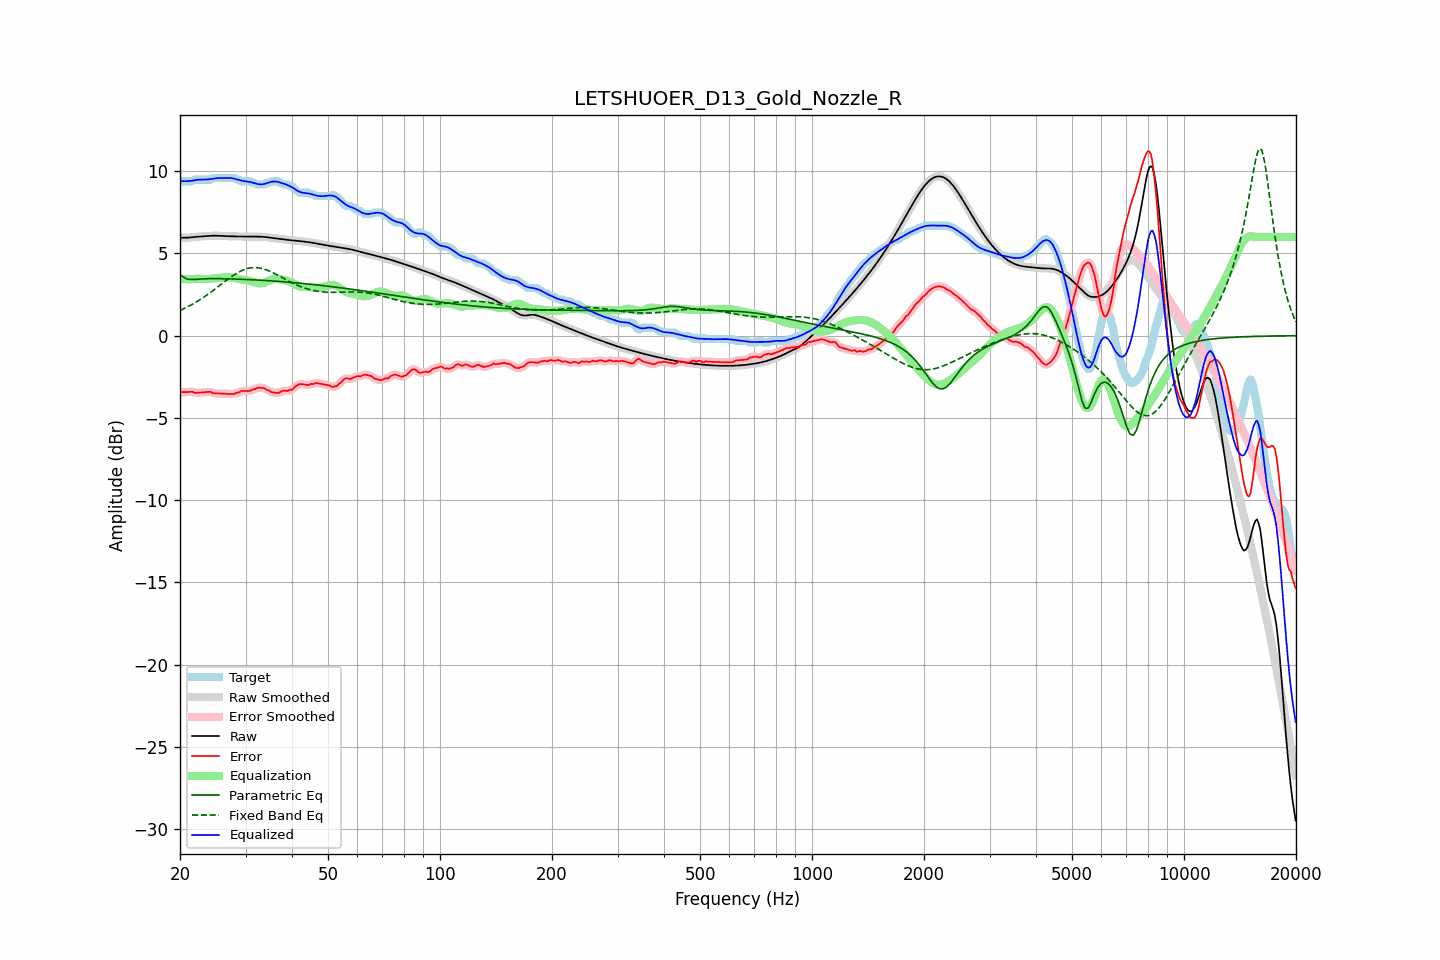 LETSHUOER_D13_Gold_Nozzle_R
10
5
0
−5
−10
−15
−20
−25
−30
Amplitude (dBr)
Target
Raw Smoothed
Error Smoothed
Raw
Error
Equalization
Parametric Eq
Fixed Band Eq
Equalized
20 50 100 200 500 1000 2000 5000 10000 20000
Frequency (Hz)